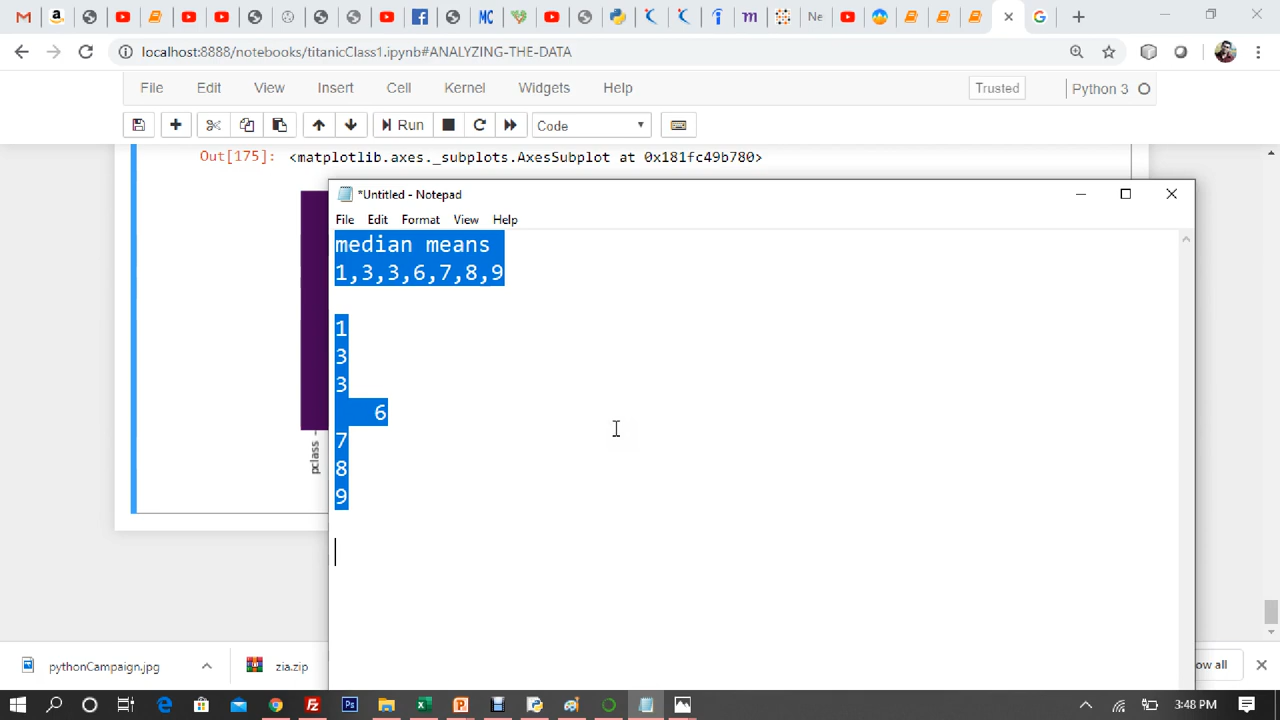 MC
Ne
localhost:8888/notebooks/titanicClass1.ipynb#ANALYZING-THE-DATA
File Edit View Insert Cell Kernel Widgets Help Trusted Python 3
Run Code
Out[175]: <matplotlib.axes._subplots.AxesSubplot at 0x181fc49b780>
*Untitled - Notepad
File Edit Format View Help
median means
1,3,3,6,7,8,9
1
3
3
6
7
8
9
pclass
pythonCampaign.jpg zia.zip ow all
3:48 PM